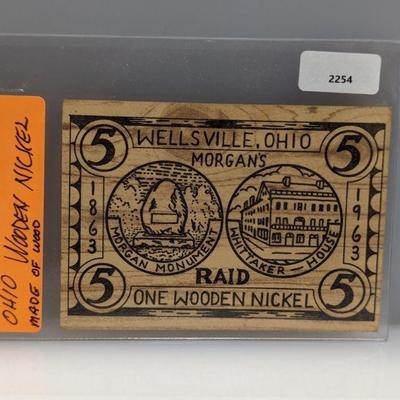 2254
OHIO WOODEN NICKEL
MADE OF WOOD
5 WELLSVILLE, OHIO 5
MORGAN'S
1863 1963
MORGAN MONUMENT
WHITTAKER - HOUSE
RAID
5 ONE WOODEN NICKEL 5